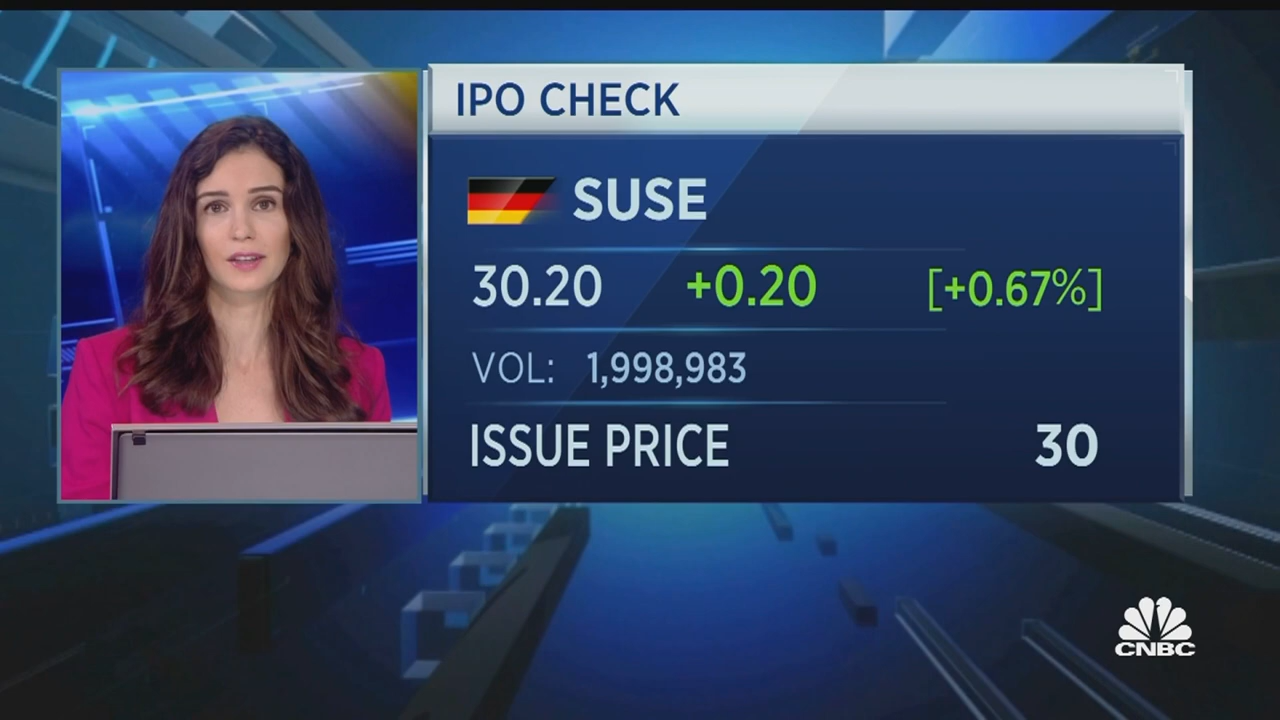 IPO CHECK
SUSE
30.20 +0.20 [+0.67%]
VOL: 1,998,983
ISSUE PRICE 30
CNBC